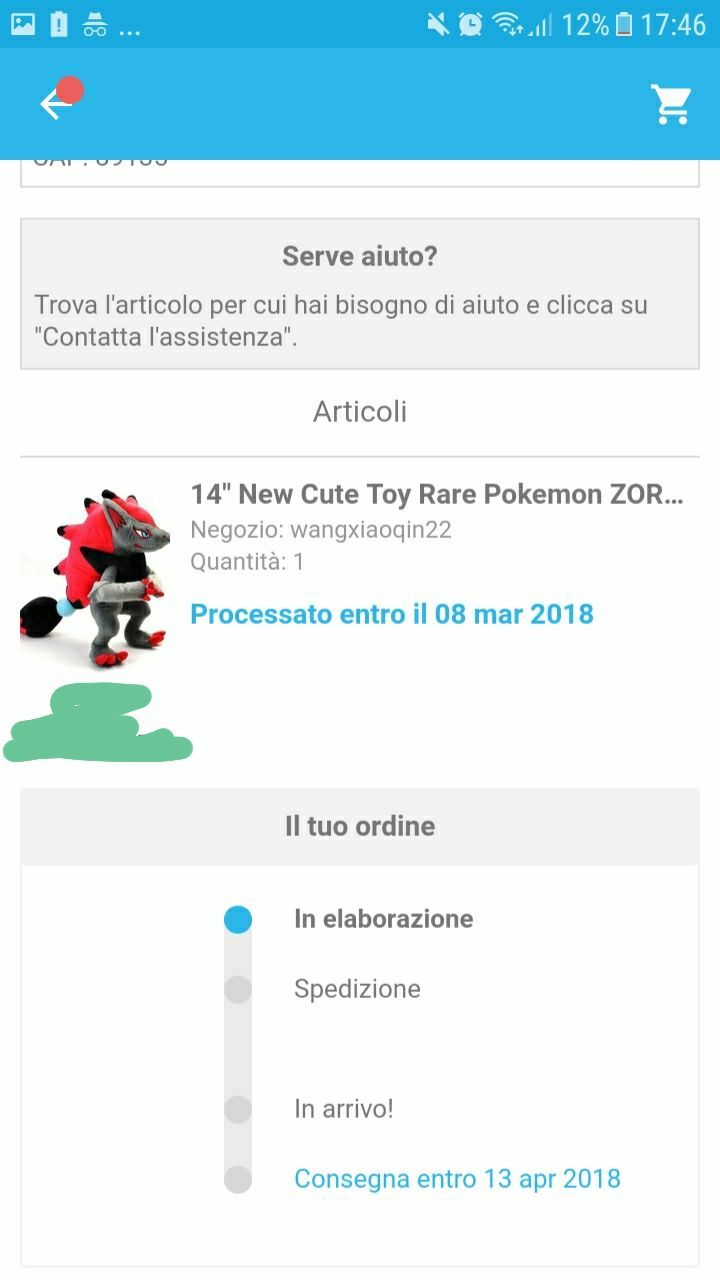 12% 17:46
Serve aiuto?
Trova l'articolo per cui hai bisogno di aiuto e clicca su
"Contatta l'assistenza".
Articoli
14" New Cute Toy Rare Pokemon ZOR...
Negozio: wangxiaoqin22
Quantità: 1
Processato entro il 08 mar 2018
Il tuo ordine
In elaborazione
Spedizione
In arrivo!
Consegna entro 13 apr 2018